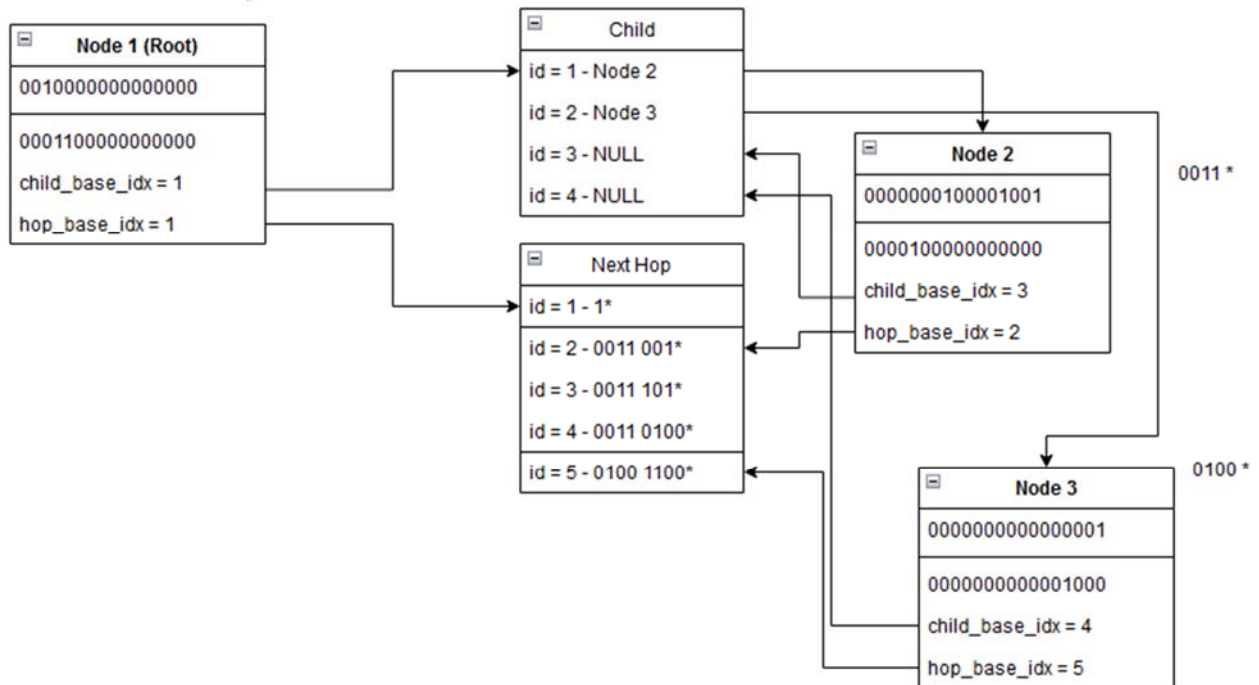 Node 1 (Root)
0010000000000000
0001100000000000
child_base_idx = 1
hop_base_idx = 1
Child
id = 1 - Node 2
id = 2 - Node 3
id = 3 - NULL
id = 4 - NULL
Next Hop
id = 1 - 1*
id = 2 - 0011 001*
id = 3 - 0011 101*
id = 4 - 0011 0100*
id = 5 - 0100 1100*
Node 2
0000000100001001
0000100000000000
child_base_idx = 3
hop_base_idx = 2
0011 *
Node 3
0000000000000001
0000000000001000
child_base_idx = 4
hop_base_idx = 5
0100 *